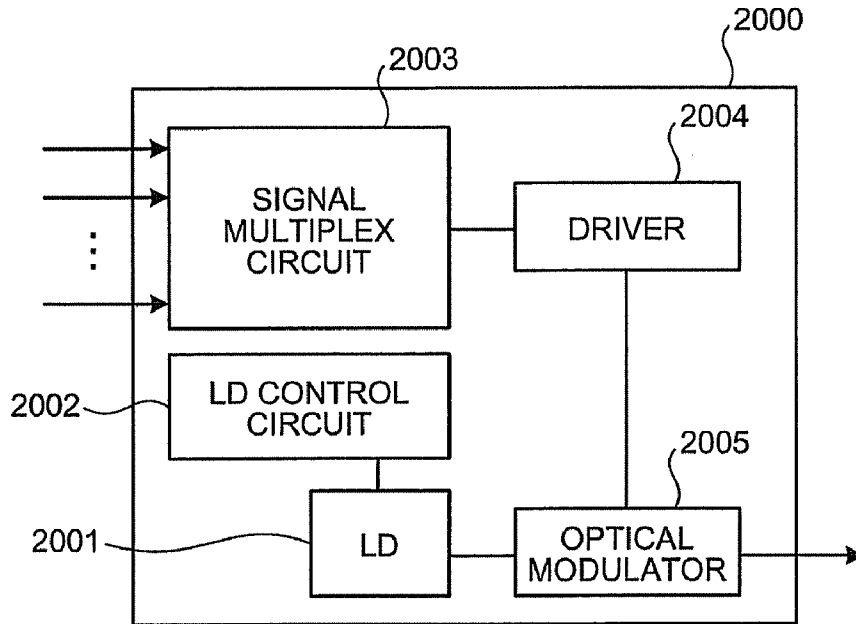 2000
2003
2004
SIGNAL
MULTIPLEX
CIRCUIT
DRIVER
2002
LD CONTROL
CIRCUIT
2005
2001
LD
OPTICAL
MODULATOR